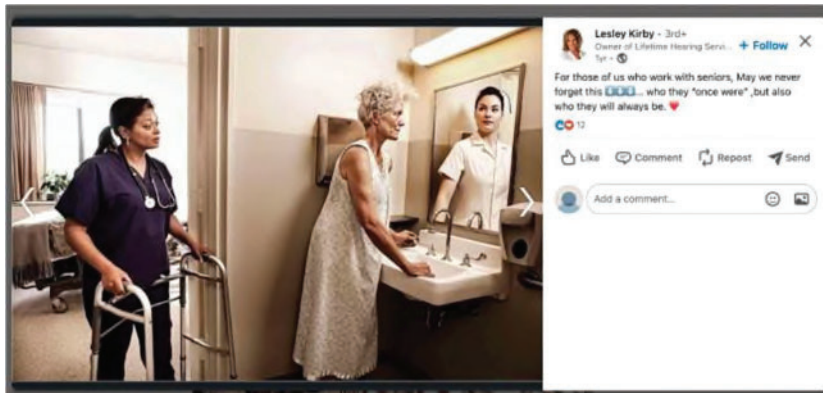 Lesley Kirby - 3rd+
Owner of Lifetime Hearing Servi...
+ Follow
1yr •
For those of us who work with seniors, May we never
forget this ⬇️⬇️⬇️... who they "once were" ,but also
who they will always be. ❤️
12
Like Comment Repost Send
Add a comment...